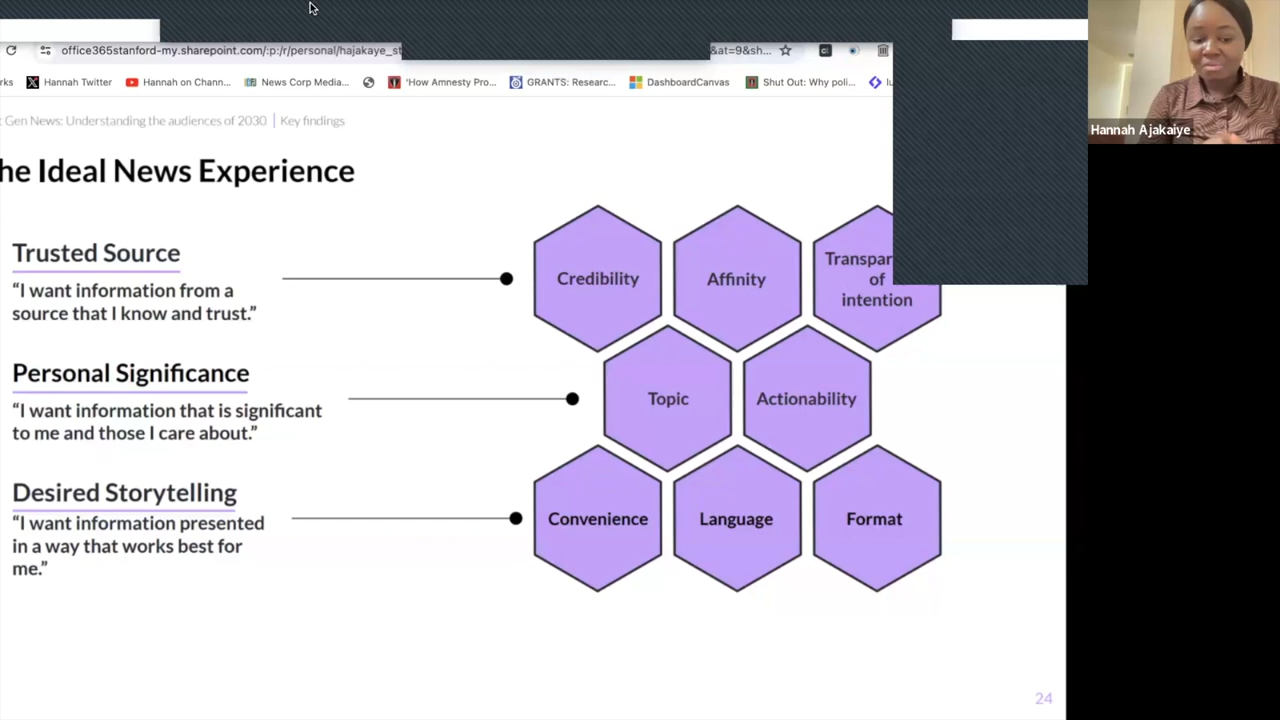 office365stanford-my.sharepoint.com/:p:/r/personal/hajakaye_st
&at=9&sh...
rks
Hannah Twitter
Hannah on Chann...
News Corp Media...
'How Amnesty Pro...
GRANTS: Researc...
DashboardCanvas
Shut Out: Why poli...
Hannah Ajakaiye
t Gen News: Understanding the audiences of 2030 | Key findings
he Ideal News Experience
Trusted Source
“I want information from a
source that I know and trust.”
Credibility
Affinity
Transpar
of
intention
Personal Significance
“I want information that is significant
to me and those I care about.”
Topic
Actionability
Desired Storytelling
“I want information presented
in a way that works best for
me.”
Convenience
Language
Format
24